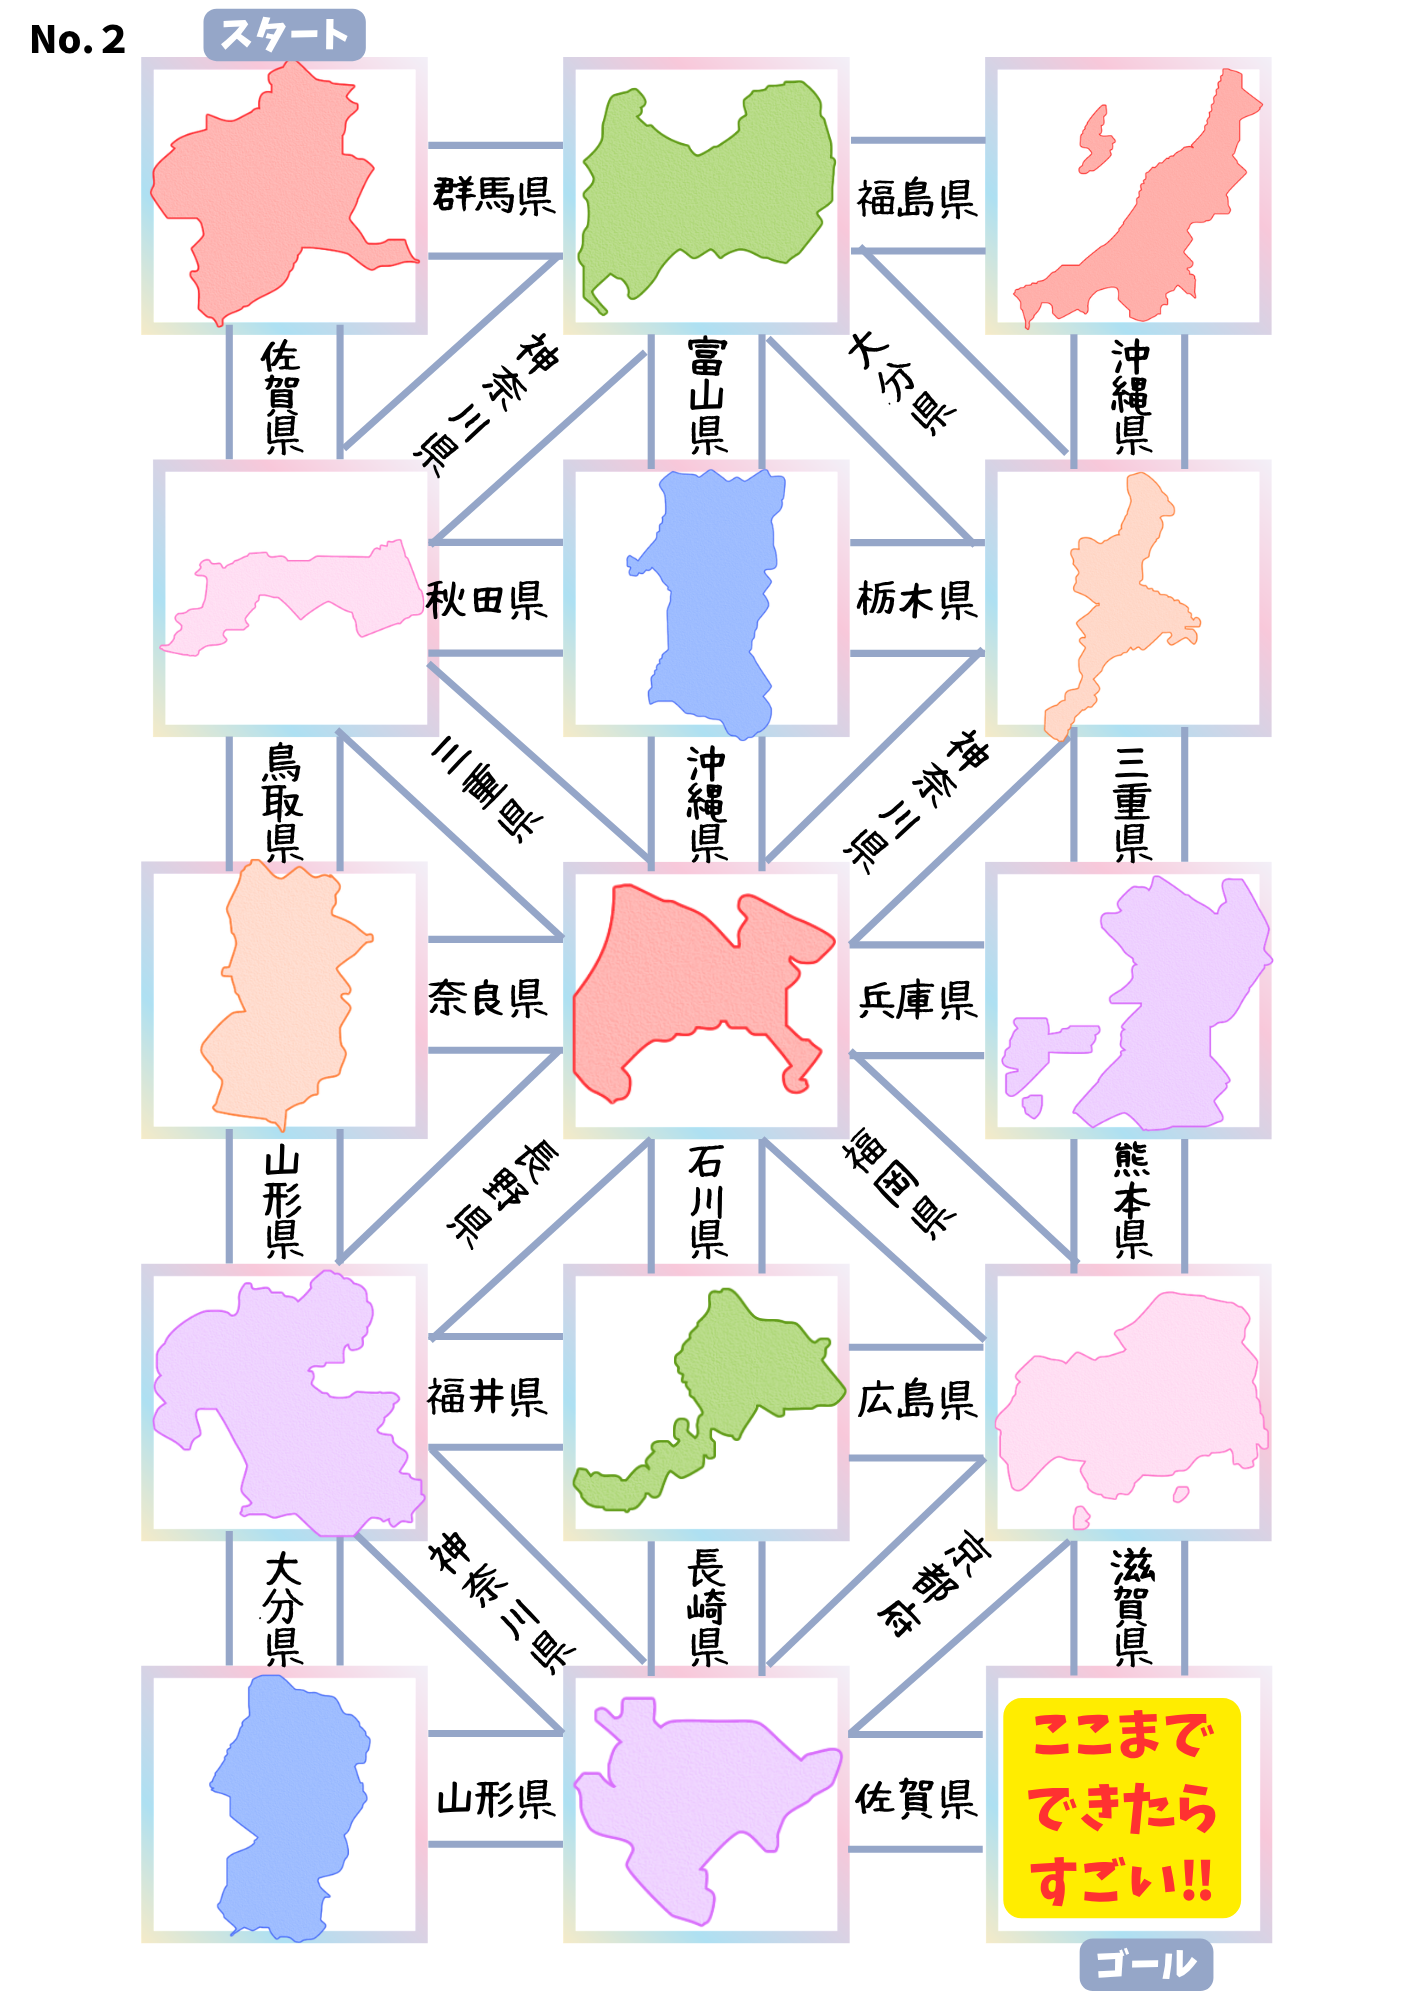 No.2
スタート
群馬県
福島県
佐賀県
神奈川県
富山県
大分県
沖縄県
秋田県
栃木県
鳥取県
三重県
沖縄県
神奈川県
三重県
奈良県
兵庫県
山形県
長野県
石川県
福岡県
熊本県
福井県
広島県
大分県
神奈川県
長崎県
京都府
滋賀県
山形県
佐賀県
ここまで
できたら
すごい!!
ゴール